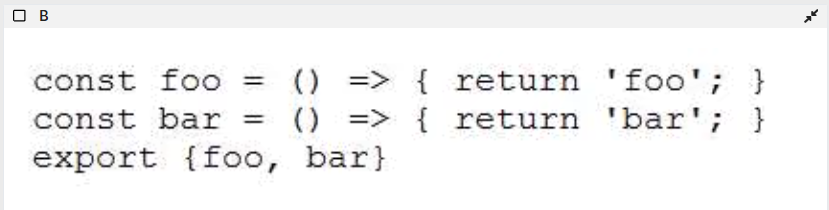 B
const foo = () => { return 'foo'; }
const bar = () => { return 'bar'; }
export {foo, bar}